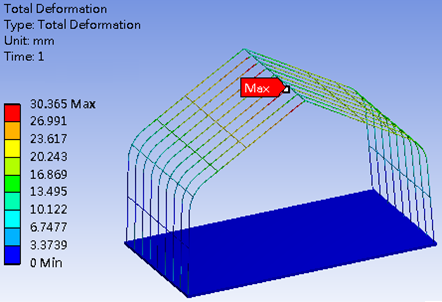 Total Deformation
Type: Total Deformation
Unit: mm
Time: 1
Max
30.365 Max
26.991
23.617
20.243
16.869
13.495
10.122
6.7477
3.3739
0 Min